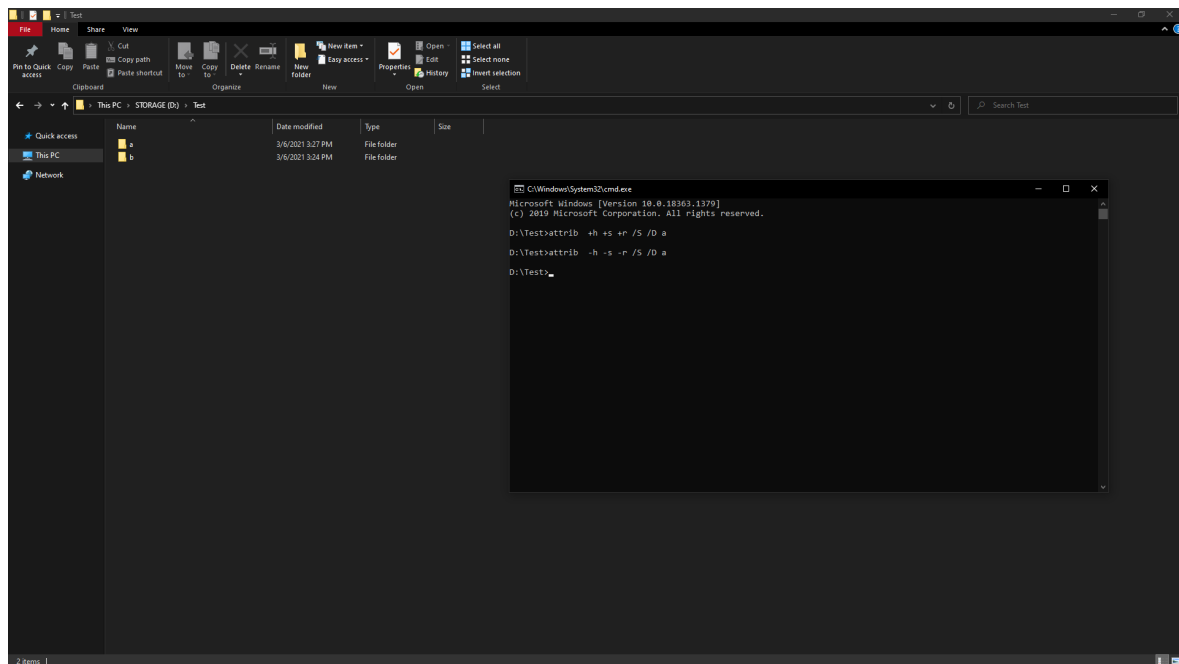 Test
File Home Share View
Pin to Quick access
Copy
Paste
Cut
Copy path
Paste shortcut
Clipboard
Move to
Copy to
Delete
Rename
Organize
New folder
New item
Easy access
New
Properties
Open
Edit
History
Open
Select all
Select none
Invert selection
Select
This PC › STORAGE (D:) › Test
Search Test
Quick access
This PC
Network
Name Date modified Type Size
a 3/6/2021 3:27 PM File folder
b 3/6/2021 3:24 PM File folder
C:\Windows\System32\cmd.exe
Microsoft Windows [Version 10.0.18363.1379]
(c) 2019 Microsoft Corporation. All rights reserved.
D:\Test>attrib  +h +s +r /S /D a
D:\Test>attrib  -h -s -r /S /D a
D:\Test>
2 items